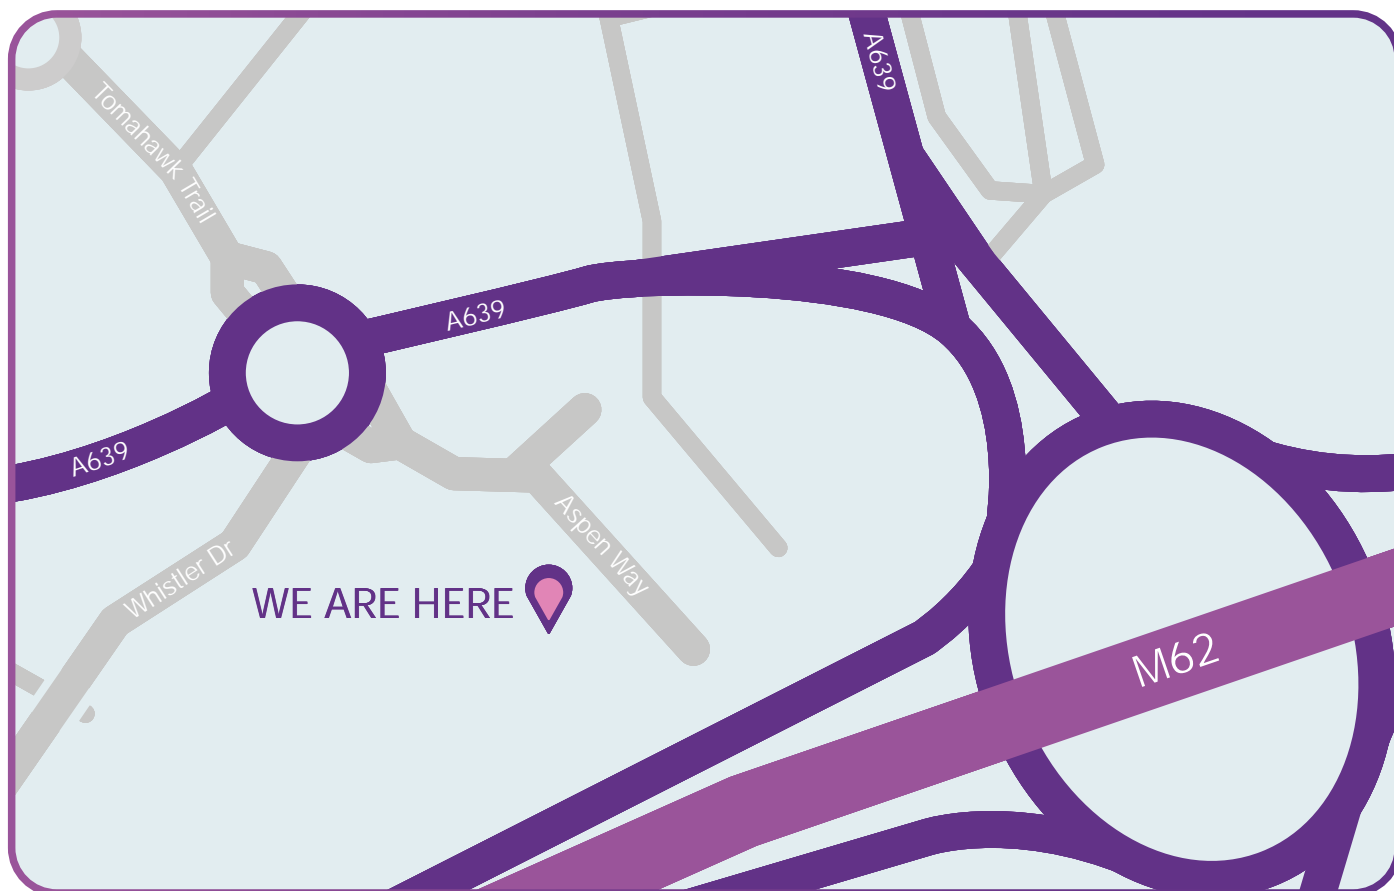 A639
Tomahawk Trail
A639
A639
Aspen Way
Whistler Dr
WE ARE HERE
M62